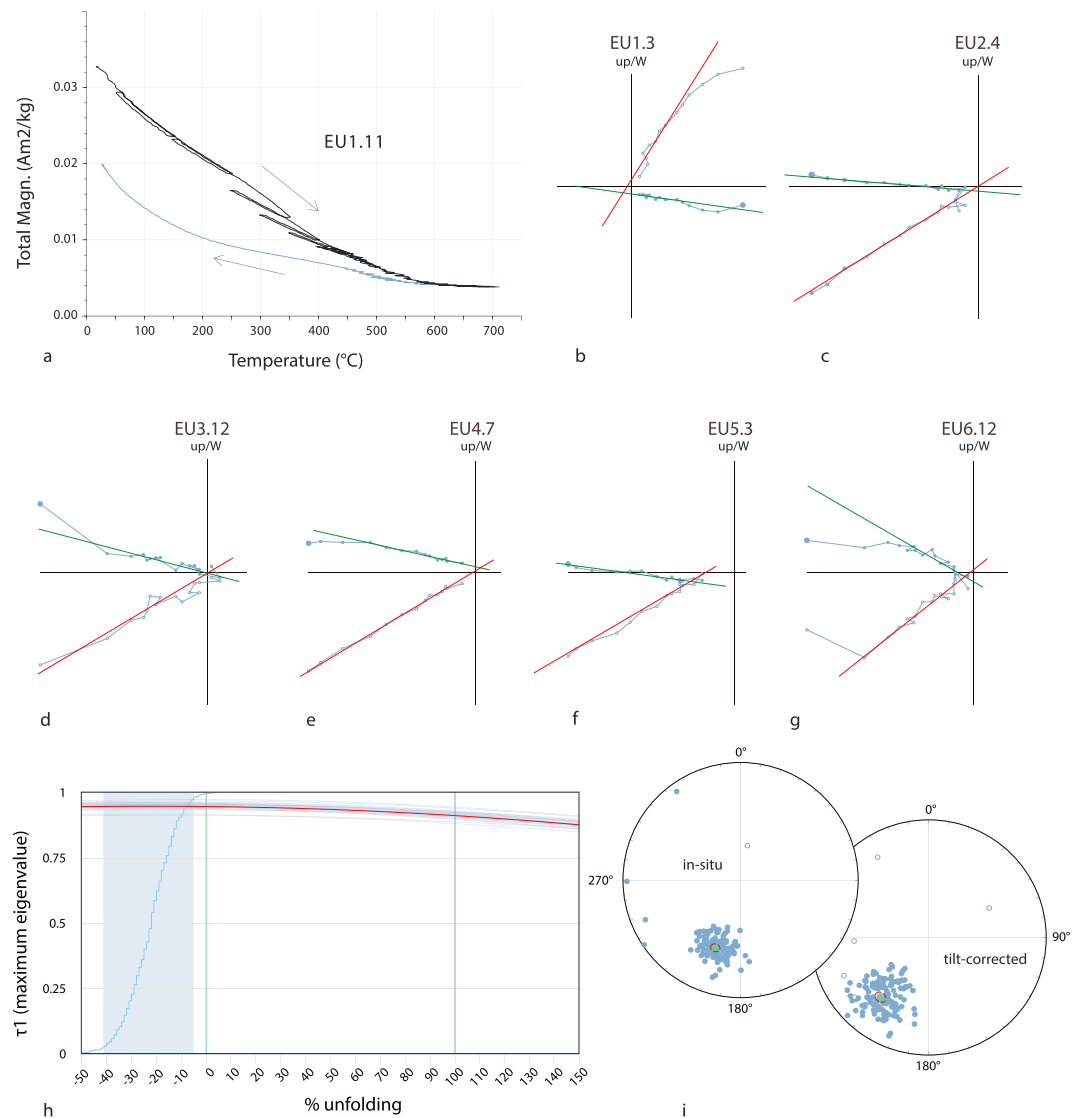 EU1.11
Total Magn. (Am2/kg)
0.03
0.02
0.01
0.00
0 100 200 300 400 500 600 700
Temperature (°C)
a
EU1.3
up/W
b
EU2.4
up/W
c
EU3.12
up/W
d
EU4.7
up/W
e
EU5.3
up/W
f
EU6.12
up/W
g
τ1 (maximum eigenvalue)
1
0.75
0.5
0.25
0
-50 -40 -30 -20 -10 0 10 20 30 40 50 60 70 80 90 100 110 120 130 140 150
% unfolding
h
0°
in-situ
270°
180°
0°
90°
tilt-corrected
180°
i